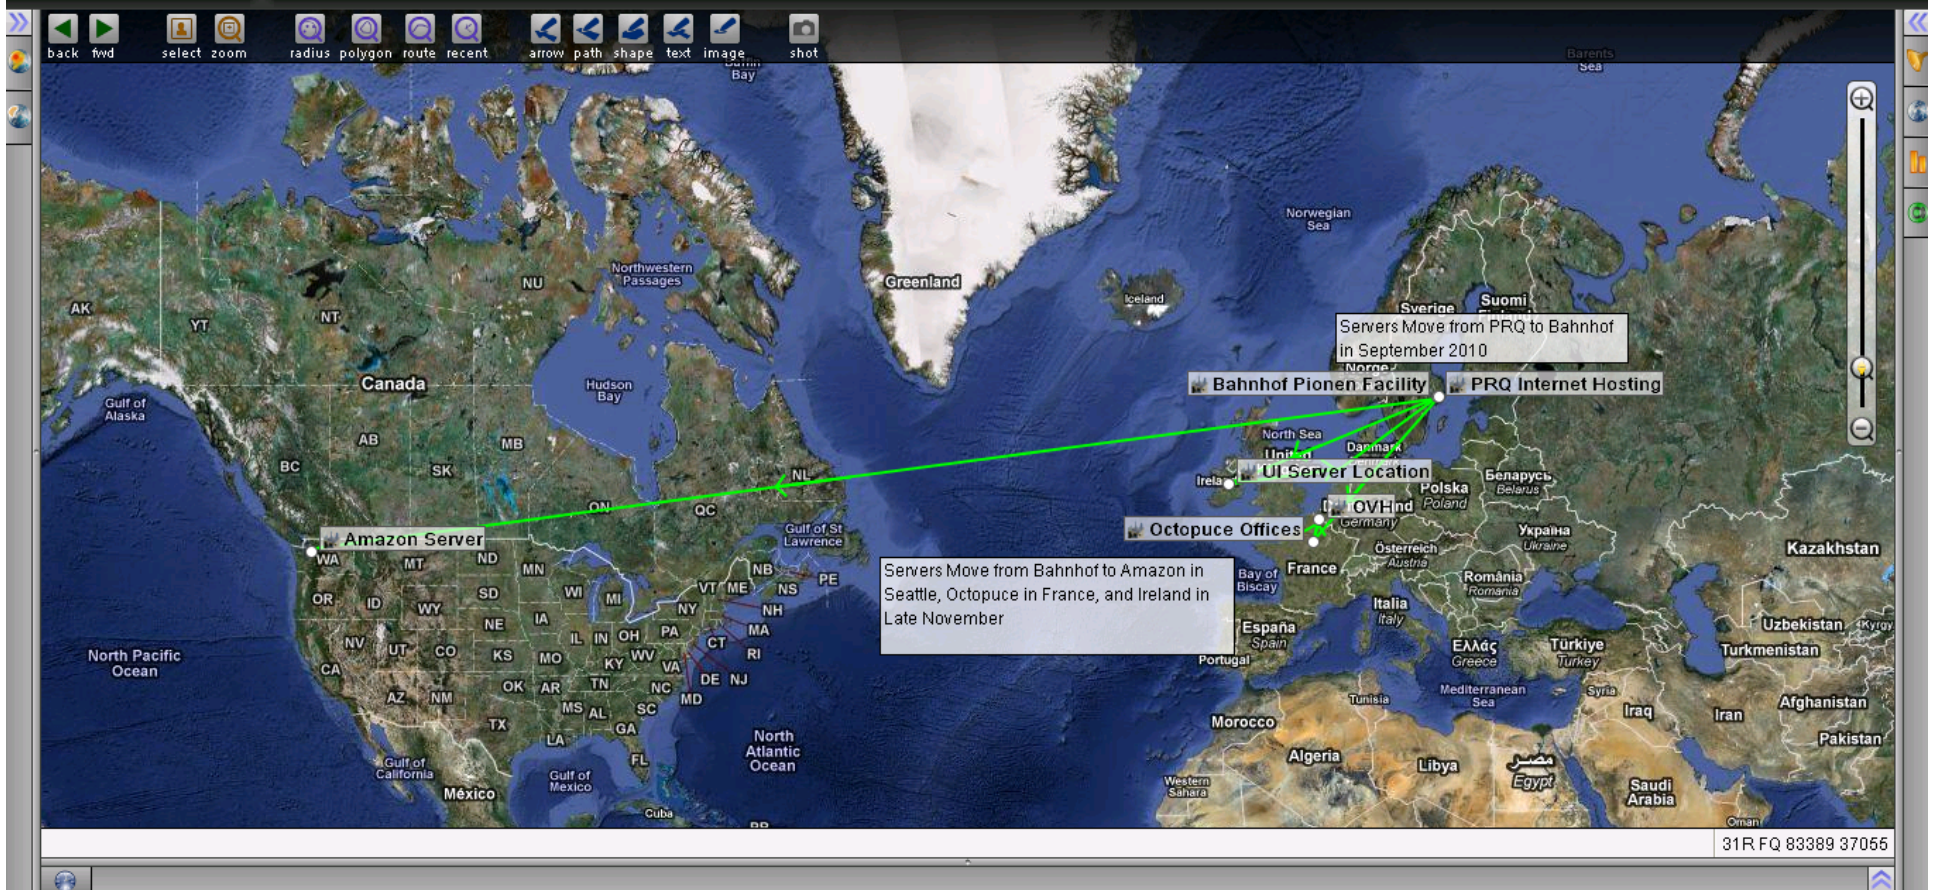 back fwd select zoom radius polygon route recent arrow path shape text image shot
Baffin
Bay
Barents
Sea
Norwegian
Sea
Greenland
Iceland
Northwestern
Passages
NU
AK
YT
NT
Sverige
Suomi
Servers Move from PRQ to Bahnhof
in September 2010
Norge
Bahnhof Pionen Facility
PRQ Internet Hosting
Canada
Hudson
Bay
Gulf of
Alaska
AB
MB
BC
SK
North Sea
United
Danmark
UI Server Location
Ireland
NL
ON
QC
Беларусь
Belarus
Polska
Poland
OVH
Germany
Octopuce Offices
Gulf of St
Lawrence
Україна
Ukraine
Amazon Server
WA
MT
ND
MN
Österreich
Austria
Kazakhstan
Servers Move from Bahnhof to Amazon in
Seattle, Octopuce in France, and Ireland in
Late November
Bay of
Biscay
France
România
Romania
NB
PE
VT
ME
NS
OR
ID
WY
SD
WI
MI
NY
NH
Italia
Italy
NE
IA
IL
IN
OH
PA
CT
MA
RI
Uzbekistan
Kyrgy
España
Spain
Portugal
Ελλάς
Greece
Türkiye
Turkey
Turkmenistan
NV
UT
CO
KS
MO
KY
WV
VA
DE
NJ
MD
North Pacific
Ocean
CA
AZ
NM
OK
AR
TN
NC
Tunisia
Mediterranean
Sea
Syria
Iraq
Iran
Afghanistan
Pakistan
TX
MS
AL
SC
GA
LA
FL
Morocco
Algeria
Libya
مصر
Egypt
North
Atlantic
Ocean
Gulf of
California
Gulf of
Mexico
México
Western
Sahara
Saudi
Arabia
Cuba
Oman
PR
31R FQ 83389 37055